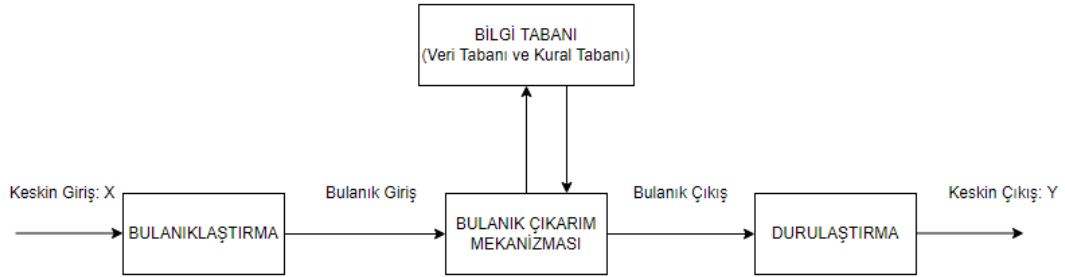 BİLGİ TABANI
(Veri Tabanı ve Kural Tabanı)
Keskin Giriş: X
BULANIKLAŞTIRMA
Bulanık Giriş
BULANIK ÇIKARIM
MEKANİZMASI
Bulanık Çıkış
DURULAŞTIRMA
Keskin Çıkış: Y